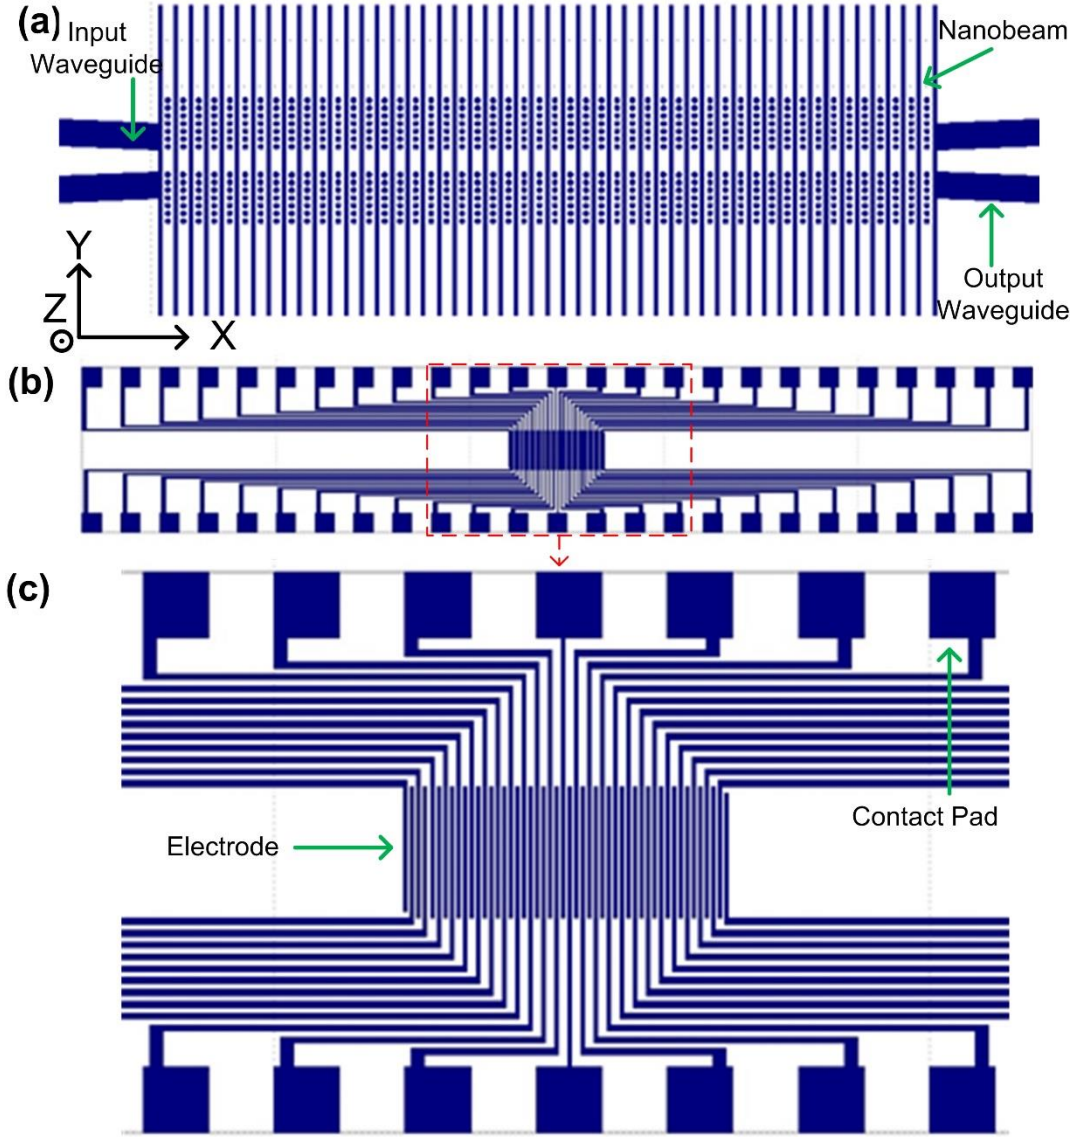 (a) Input
Waveguide
Nanobeam
Y
Z
X
Output
Waveguide
(b)
(c)
Contact Pad
Electrode